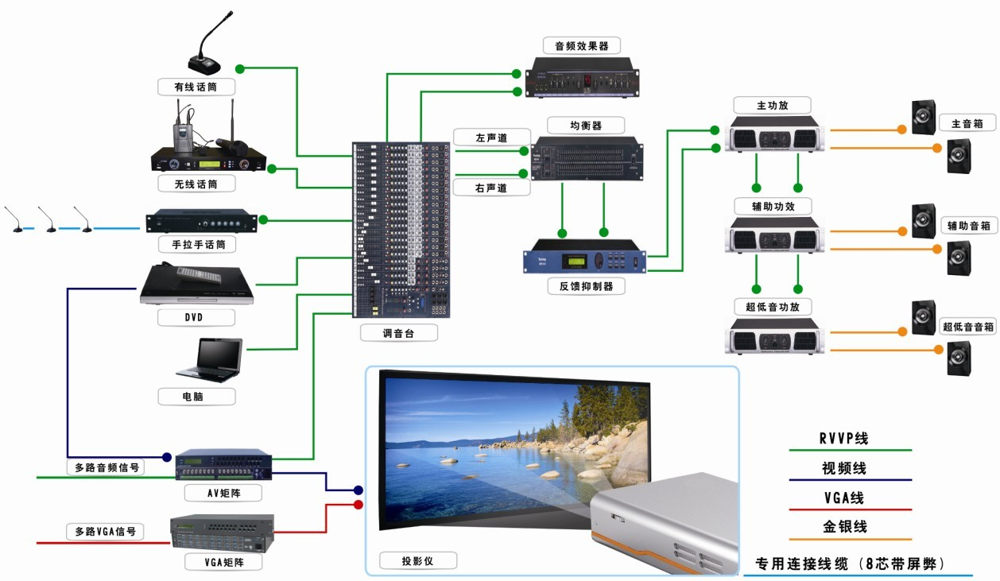 音频效果器
有线话筒
主功放
主音箱
均衡器
左声道
右声道
无线话筒
辅助功效
辅助音箱
手拉手话筒
反馈抑制器
超低音功放
DVD
调音台
超低音音箱
电脑
RVVP线
多路音频信号
视频线
AV矩阵
VGA线
多路VGA信号
金银线
VGA矩阵
投影仪
专用连接线缆（8芯带屏弊）